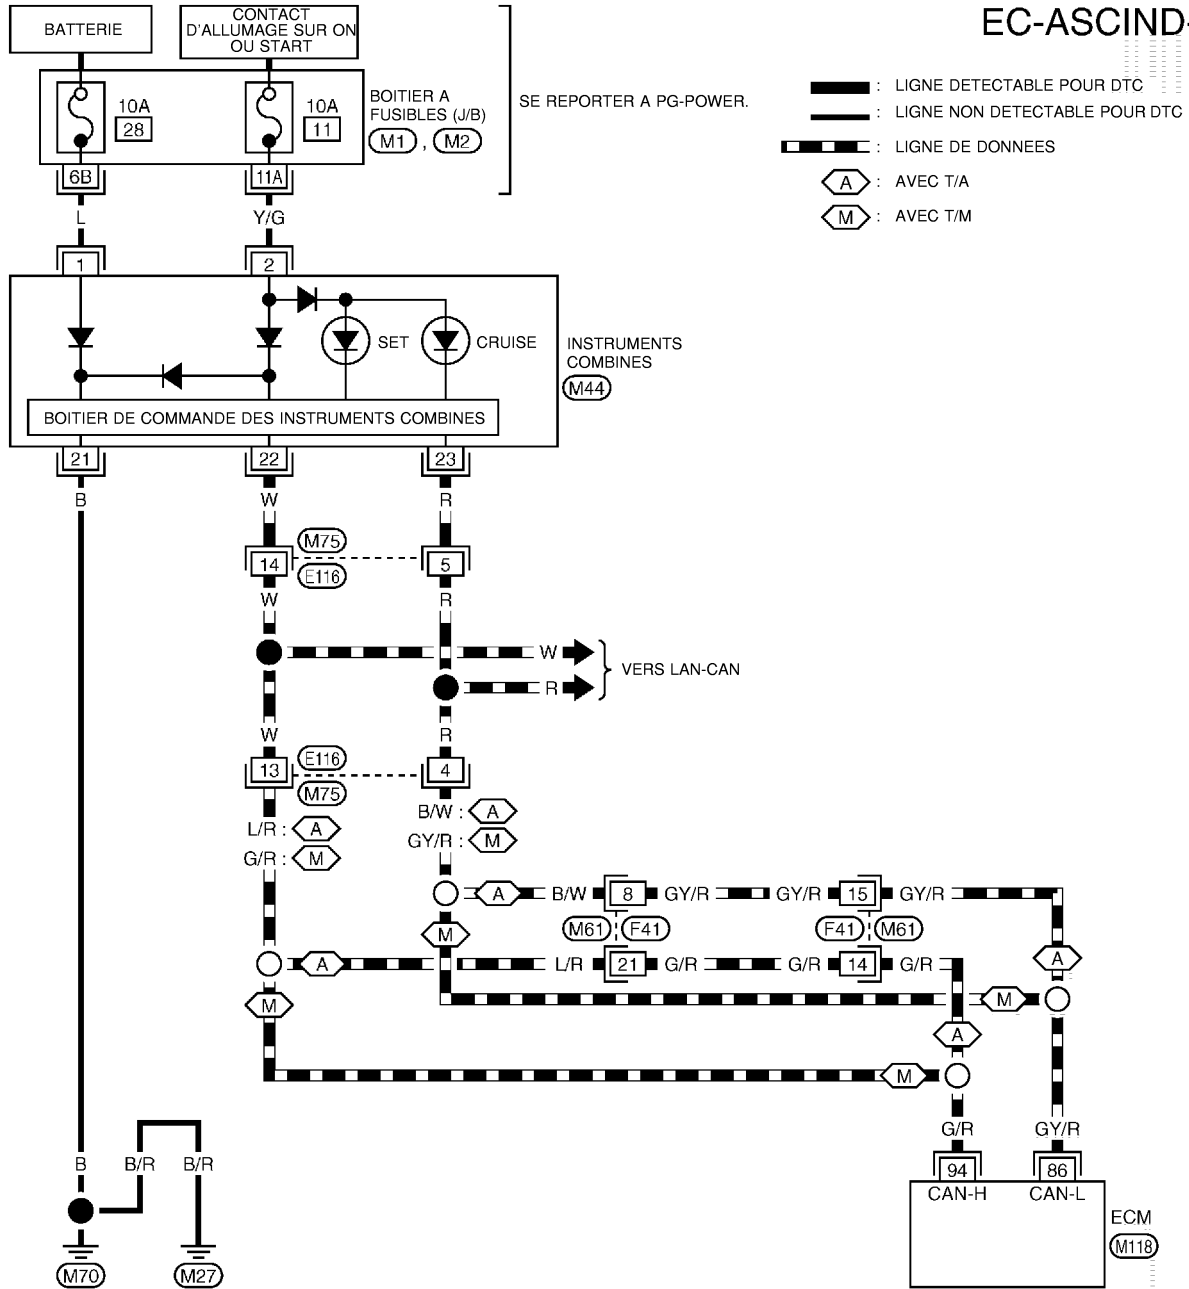 EC-ASCIND-
BATTERIE
CONTACT
D'ALLUMAGE SUR ON
OU START
10A
28
10A
11
BOITIER A
FUSIBLES (J/B)
M1 , M2
SE REPORTER A PG-POWER.
: LIGNE DETECTABLE POUR DTC
: LIGNE NON DETECTABLE POUR DTC
: LIGNE DE DONNEES
A : AVEC T/A
M : AVEC T/M
6B
11A
L
Y/G
1
2
SET
CRUISE
INSTRUMENTS
COMBINES
M44
BOITIER DE COMMANDE DES INSTRUMENTS COMBINES
21
22
23
B
W
R
M75
14
5
E116
W
R
W
VERS LAN-CAN
R
W
R
E116
13
4
M75
B/W : A
L/R : A
GY/R : M
G/R : M
A
B/W
8
GY/R
GY/R
15
GY/R
M61
F41
F41
M61
M
A
L/R
21
G/R
G/R
14
G/R
A
M
M
A
M
G/R
GY/R
B
B/R
B/R
94
86
CAN-H
CAN-L
ECM
M118
M70
M27